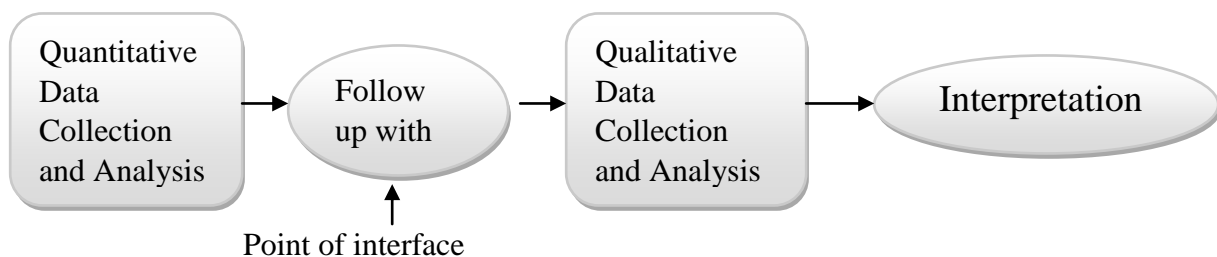 Quantitative
Data
Collection
and Analysis
Follow
up with
Qualitative
Data
Collection
and Analysis
Interpretation
Point of interface